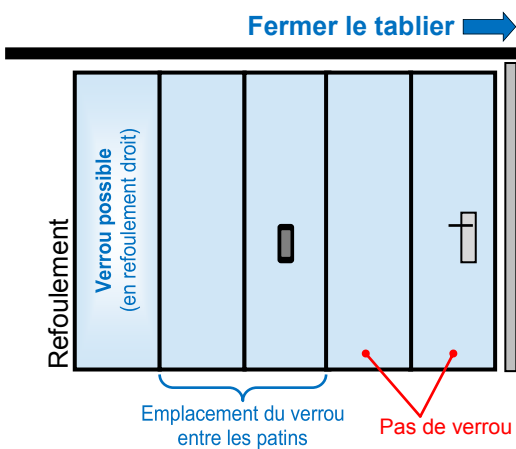 Fermer le tablier
Refoulement
Verrou possible
(en refoulement droit)
Emplacement du verrou
entre les patins
Pas de verrou